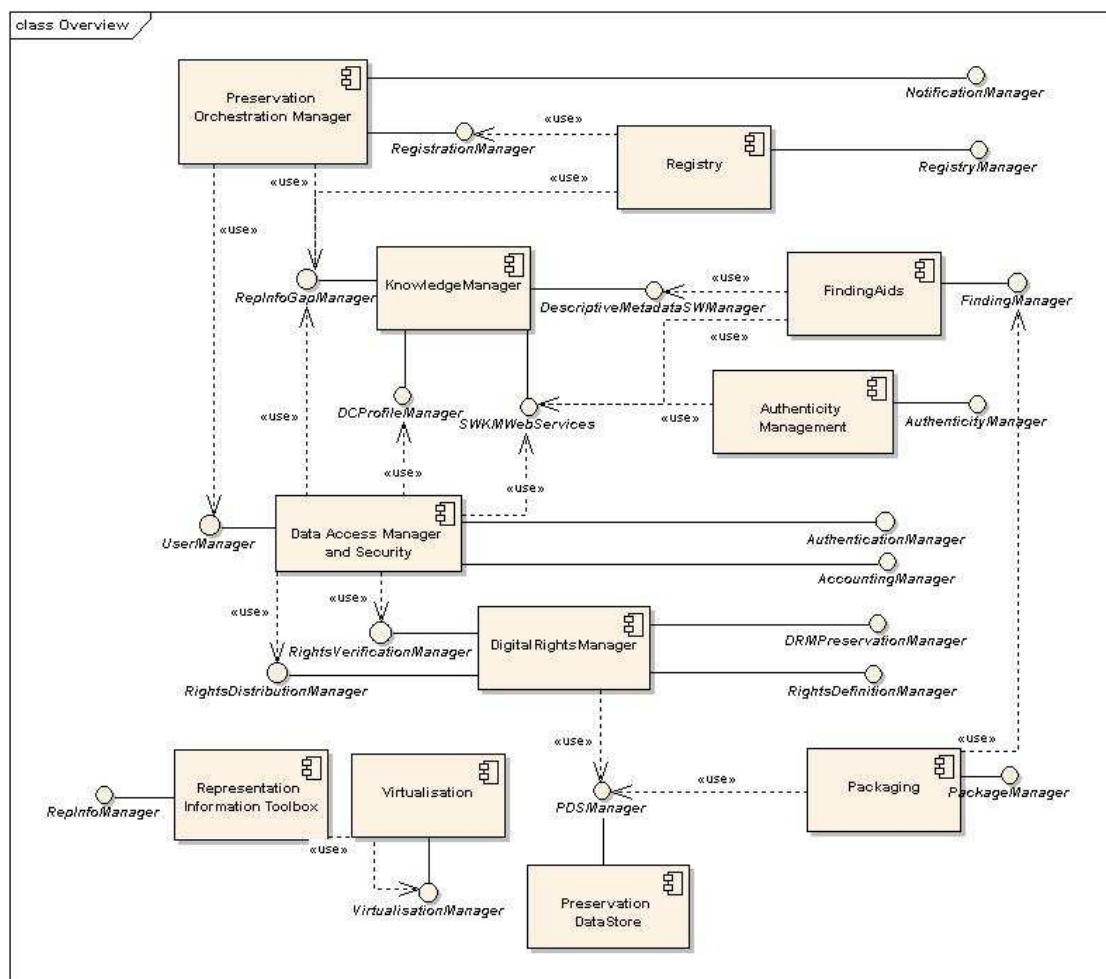 class Overview
Preservation
Orchestration Manager
NotificationManager
«use»
RegistrationManager
Registry
RegistryManager
«use»
«use»
«use»
KnowledgeManager
RepInfoGapManager
«use»
DescriptiveMetadataSWManager
FindingAids
FindingManager
«use»
DCProfileManager
SWKMWebServices
«use»
«use»
Authenticity
Management
AuthenticityManager
«use»
«use»
UserManager
Data Access Manager
and Security
AuthenticationManager
AccountingManager
«use»
«use»
RightsVerificationManager
DigitalRightsManager
DRMPreservationManager
RightsDistributionManager
RightsDefinitionManager
«use»
«use»
RepInfoManager
Representation
Information Toolbox
Virtualisation
«use»
PDSManager
Packaging
PackageManager
«use»
VirtualisationManager
Preservation
DataStore